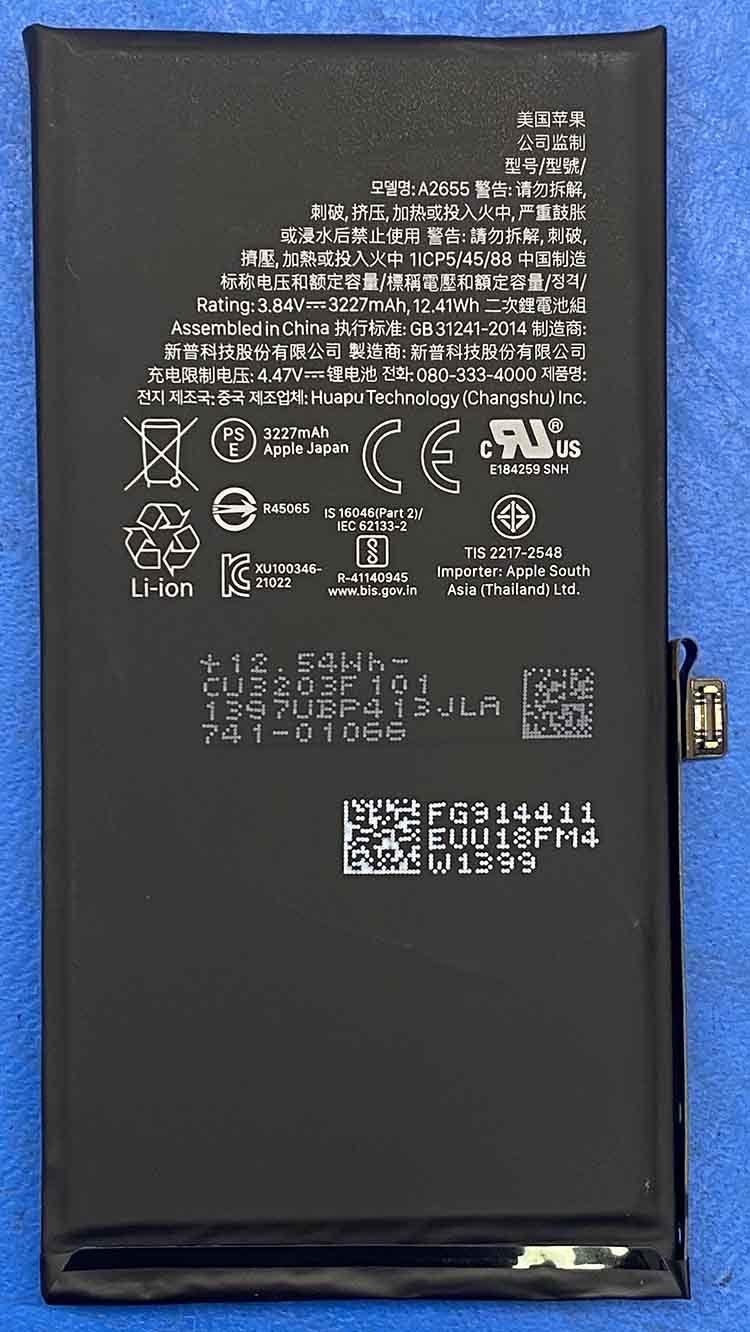 美国苹果
公司监制
型号/型號/
모델명: A2655 警告: 请勿拆解,
刺破, 挤压, 加热或投入火中, 严重鼓胀
或浸水后禁止使用 警告: 請勿拆解, 刺破,
擠壓, 加熱或投入火中 1ICP5/45/88 中国制造
标称电压和额定容量/標稱電壓和額定容量/정격/
Rating: 3.84V⎓3227mAh, 12.41Wh 二次鋰電池組
Assembled in China 执行标准: GB 31241-2014 制造商:
新普科技股份有限公司 製造商: 新普科技股份有限公司
充电限制电压: 4.47V⎓锂电池 전화: 080-333-4000 제품명:
전지 제조국: 중국 제조업체: Huapu Technology (Changshu) Inc.
PS
E
3227mAh
Apple Japan
CE
c RU ® US
E184259 SNH
R45065
IS 16046(Part 2)/
IEC 62133-2
R-41140945
www.bis.gov.in
TIS 2217-2548
Importer: Apple South
Asia (Thailand) Ltd.
Li-ion
KC
XU100346-
21022
+12.54Wh-
CU3203F101
1397UBP413JLA
741-01066
FG914411
EUU18FM4
W1399